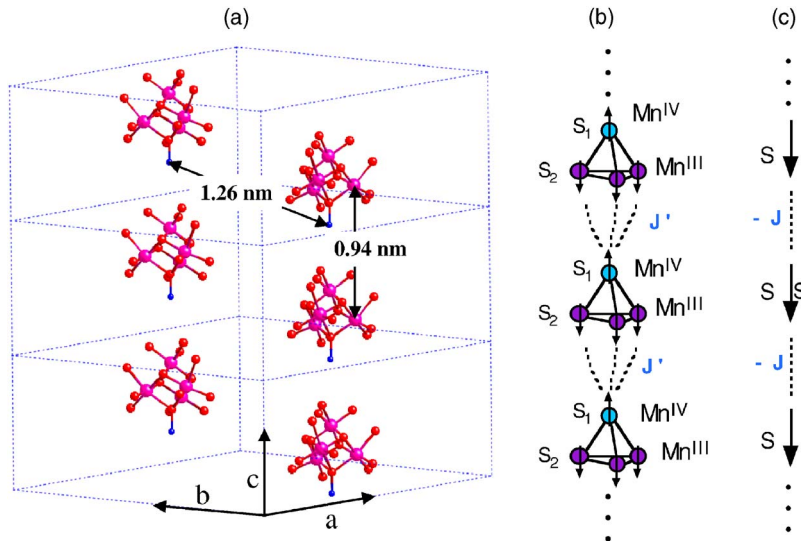 (a) (b) (c)
1.26 nm
0.94 nm
b
c
a
S₁ Mnᴵⱽ
S₂ Mnᴵᴵᴵ
J'
S₁ Mnᴵⱽ
S₂ Mnᴵᴵᴵ
J'
S₁ Mnᴵⱽ
S₂ Mnᴵᴵᴵ
S
- J
S S
- J
S